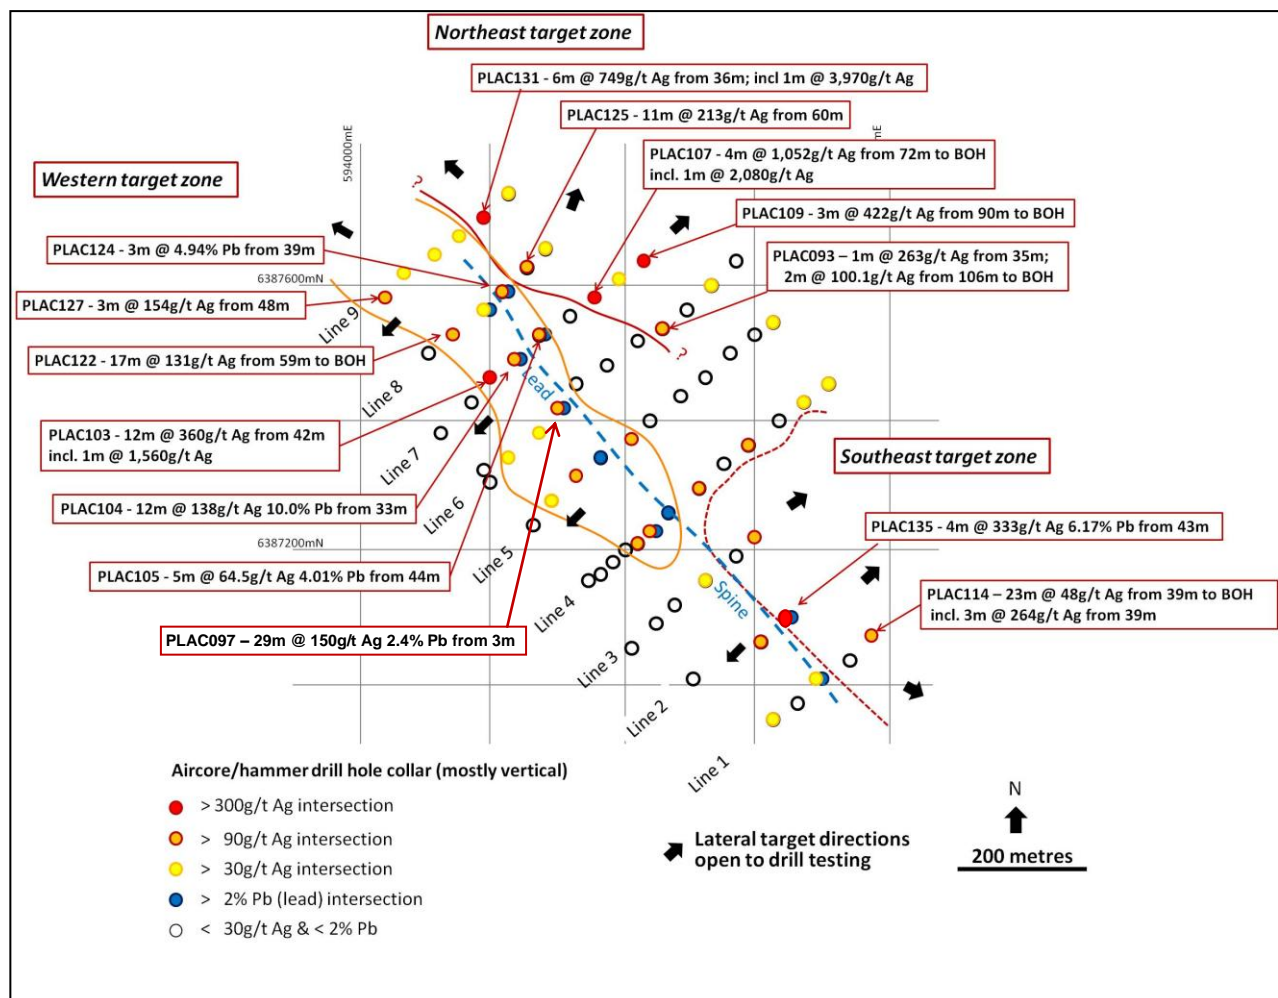 Northeast target zone
PLAC131 - 6m @ 749g/t Ag from 36m; incl 1m @ 3,970g/t Ag
PLAC125 - 11m @ 213g/t Ag from 60m
594000mE
mE
PLAC107 - 4m @ 1,052g/t Ag from 72m to BOH
incl. 1m @ 2,080g/t Ag
Western target zone
?
PLAC109 - 3m @ 422g/t Ag from 90m to BOH
PLAC124 - 3m @ 4.94% Pb from 39m
PLAC093 – 1m @ 263g/t Ag from 35m;
2m @ 100.1g/t Ag from 106m to BOH
6387600mN
PLAC127 - 3m @ 154g/t Ag from 48m
Line 9
?
PLAC122 - 17m @ 131g/t Ag from 59m to BOH
Lead
Line 8
PLAC103 - 12m @ 360g/t Ag from 42m
incl. 1m @ 1,560g/t Ag
Line 7
Southeast target zone
PLAC104 - 12m @ 138g/t Ag 10.0% Pb from 33m
Line 6
PLAC135 - 4m @ 333g/t Ag 6.17% Pb from 43m
6387200mN
Line 5
PLAC105 - 5m @ 64.5g/t Ag 4.01% Pb from 44m
Spine
PLAC114 – 23m @ 48g/t Ag from 39m to BOH
incl. 3m @ 264g/t Ag from 39m
Line 4
PLAC097 – 29m @ 150g/t Ag 2.4% Pb from 3m
Line 3
Line 2
Line 1
Aircore/hammer drill hole collar (mostly vertical)
> 300g/t Ag intersection
> 90g/t Ag intersection
> 30g/t Ag intersection
> 2% Pb (lead) intersection
< 30g/t Ag & < 2% Pb
Lateral target directions
open to drill testing
N
200 metres